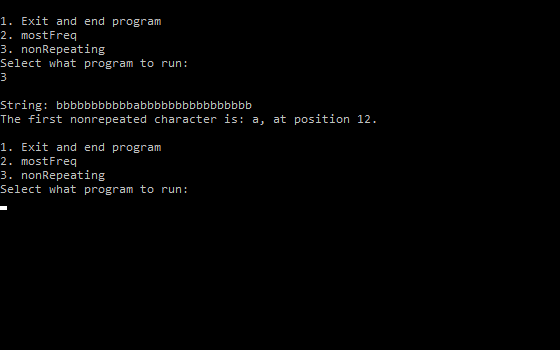 1. Exit and end program
2. mostFreq
3. nonRepeating
Select what program to run:
3
String: bbbbbbbbbbbabbbbbbbbbbbbbbbb
The first nonrepeated character is: a, at position 12.
1. Exit and end program
2. mostFreq
3. nonRepeating
Select what program to run: